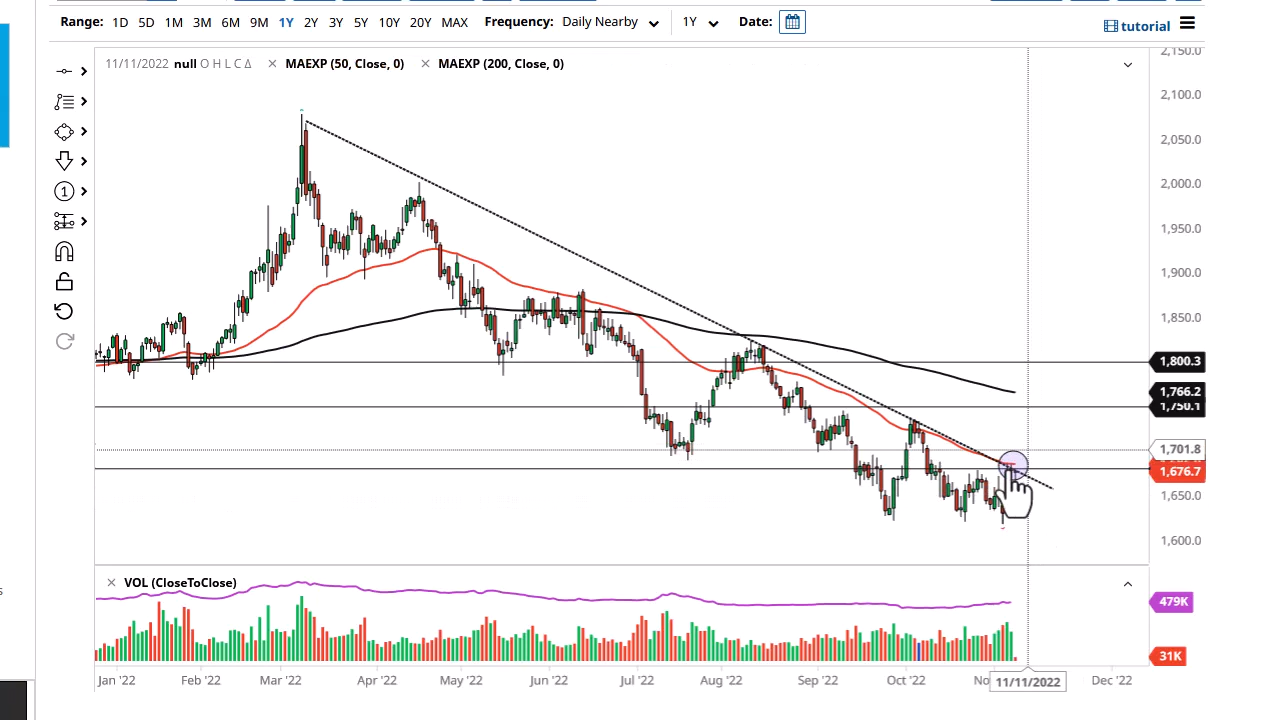 Range: 1D 5D 1M 3M 6M 9M 1Y 2Y 3Y 5Y 10Y 20Y MAX Frequency: Daily Nearby 1Y Date:
tutorial
11/11/2022 null O H L C Δ × MAEXP (50, Close, 0) × MAEXP (200, Close, 0)
2,150.0
2,100.0
2,050.0
2,000.0
1,950.0
1,900.0
1,850.0
1,800.3
1,766.2
1,750.1
1,701.8
1,676.7
1,650.0
1,600.0
1
× VOL (CloseToClose)
479K
31K
Jan '22 Feb '22 Mar '22 Apr '22 May '22 Jun '22 Jul '22 Aug '22 Sep '22 Oct '22 11/11/2022 Dec '22